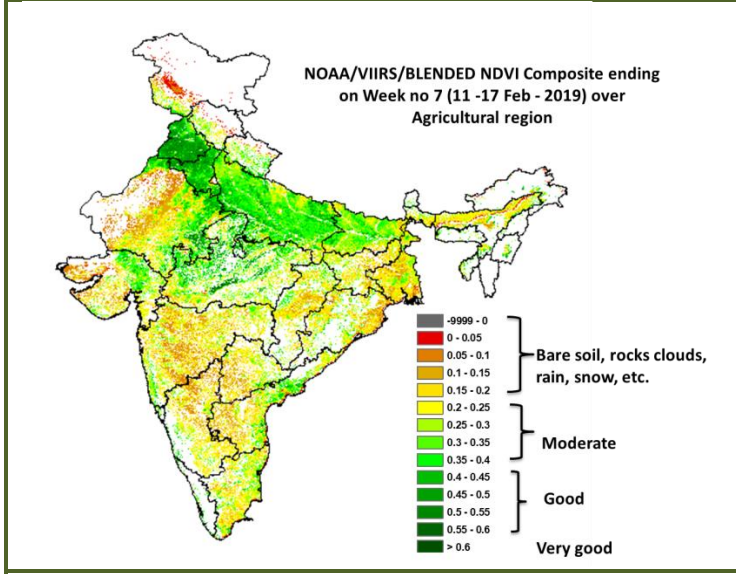 NOAA/VIIRS/BLENDED NDVI Composite ending
on Week no 7 (11 -17 Feb - 2019) over
Agricultural region
-9999 - 0
0 - 0.05
0.05 - 0.1
0.1 - 0.15
0.15 - 0.2
0.2 - 0.25
0.25 - 0.3
0.3 - 0.35
0.35 - 0.4
0.4 - 0.45
0.45 - 0.5
0.5 - 0.55
0.55 - 0.6
> 0.6
Bare soil, rocks clouds,
rain, snow, etc.
Moderate
Good
Very good